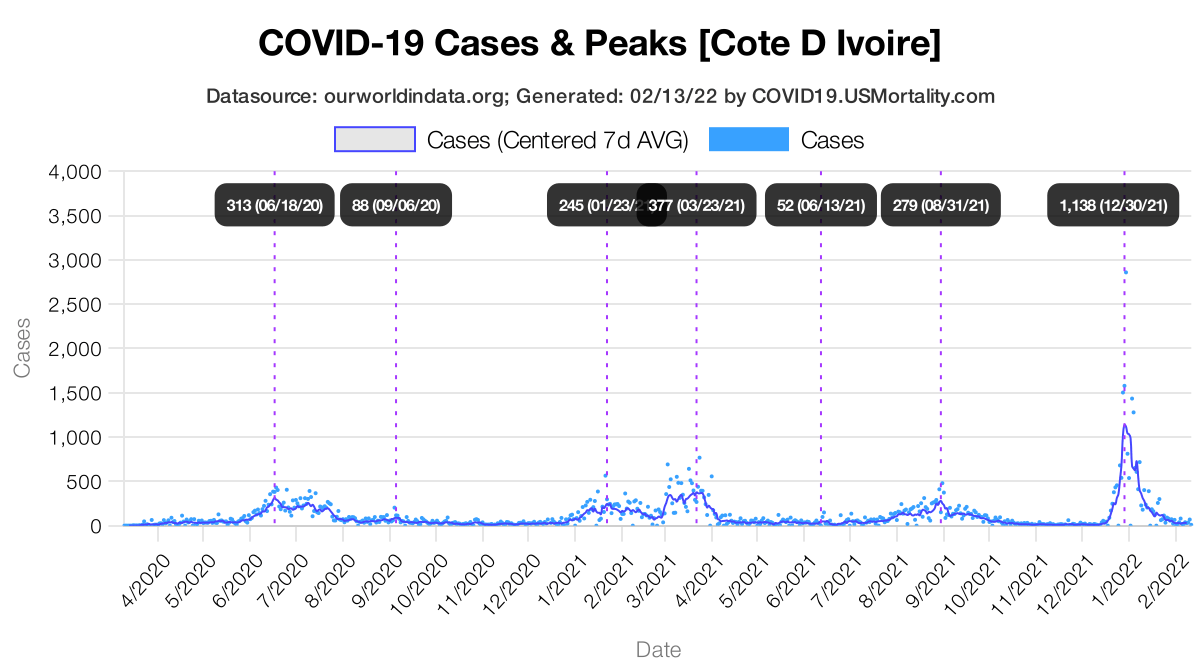 COVID-19 Cases & Peaks [Cote D Ivoire]
Datasource: ourworldindata.org; Generated: 02/13/22 by COVID19.USMortality.com
Cases (Centered 7d AVG) Cases
4,000
3,500
3,000
2,500
2,000
1,500
1,000
500
0
Cases
313 (06/18/20) 88 (09/06/20) 245 (01/23/21) 377 (03/23/21) 52 (06/13/21) 279 (08/31/21) 1,138 (12/30/21)
4/2020 5/2020 6/2020 7/2020 8/2020 9/2020 10/2020 11/2020 12/2020 1/2021 2/2021 3/2021 4/2021 5/2021 6/2021 7/2021 8/2021 9/2021 10/2021 11/2021 12/2021 1/2022 2/2022
Date